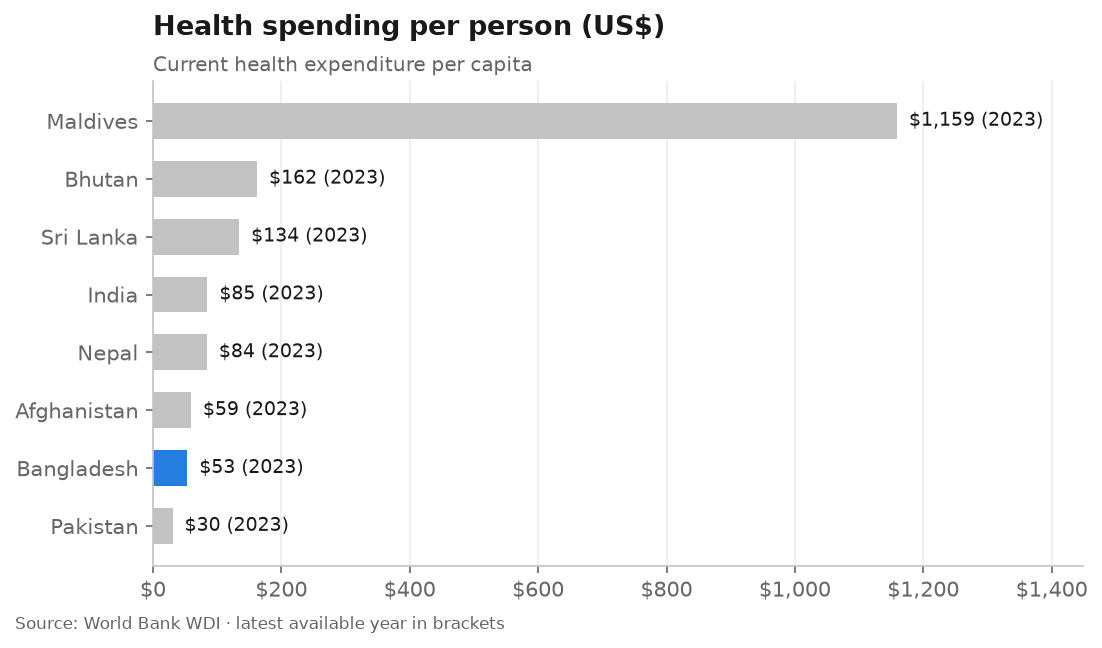 Health spending per person (US$)
Current health expenditure per capita
Maldives $1,159 (2023)
Bhutan $162 (2023)
Sri Lanka $134 (2023)
India $85 (2023)
Nepal $84 (2023)
Afghanistan $59 (2023)
Bangladesh $53 (2023)
Pakistan $30 (2023)
$0 $200 $400 $600 $800 $1,000 $1,200 $1,400
Source: World Bank WDI · latest available year in brackets